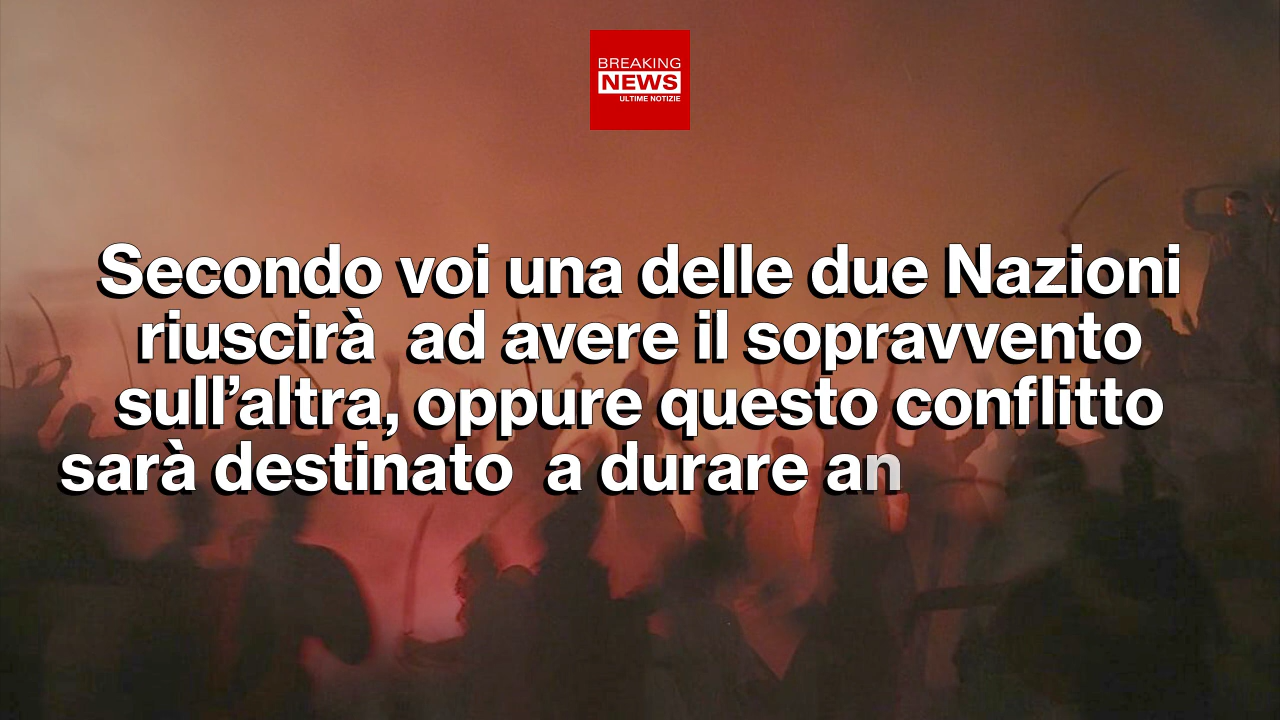 BREAKING
NEWS
ULTIME NOTIZIE
Secondo voi una delle due Nazioni
riuscirà  ad avere il sopravvento
sull’altra, oppure questo conflitto
sarà destinato  a durare an